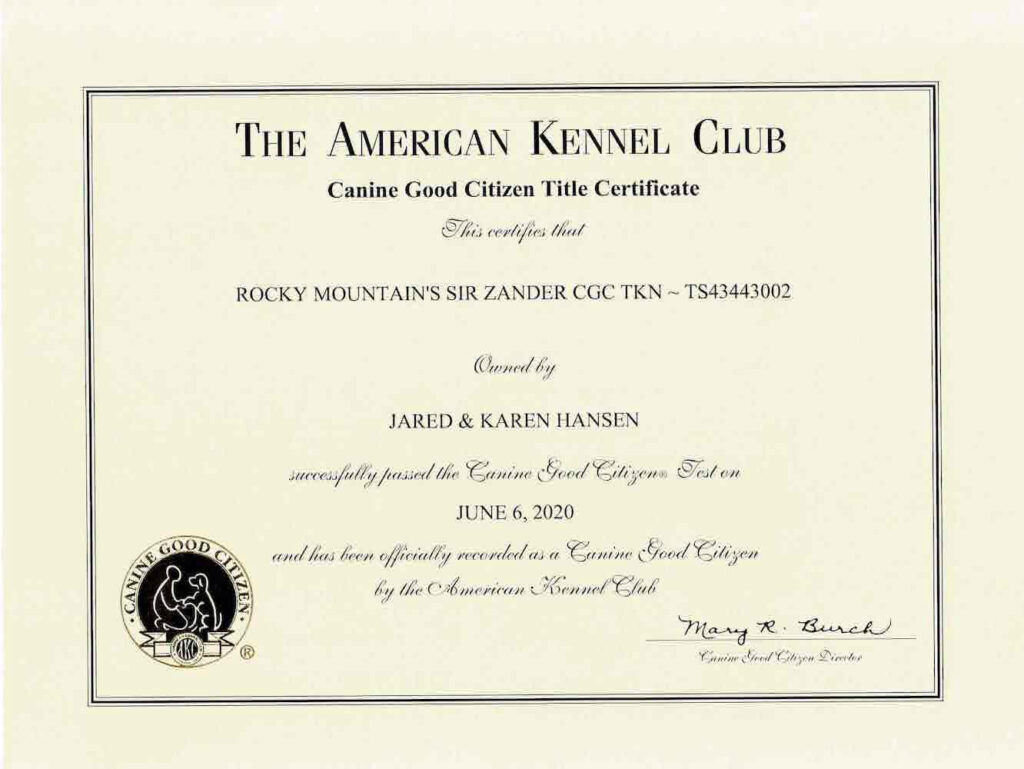 THE AMERICAN KENNEL CLUB
Canine Good Citizen Title Certificate
This certifies that
ROCKY MOUNTAIN'S SIR ZANDER CGC TKN ~ TS43443002
Owned by
JARED & KAREN HANSEN
successfully passed the Canine Good Citizen® Test on
JUNE 6, 2020
and has been officially recorded as a Canine Good Citizen
by the American Kennel Club
· CANINE GOOD CITIZEN ·
AKC
®
Mary R. Burch
Canine Good Citizen Director